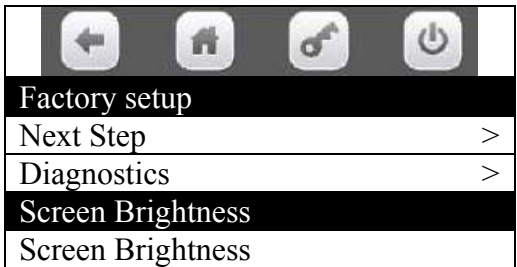 Factory setup
Next Step >
Diagnostics >
Screen Brightness
Screen Brightness